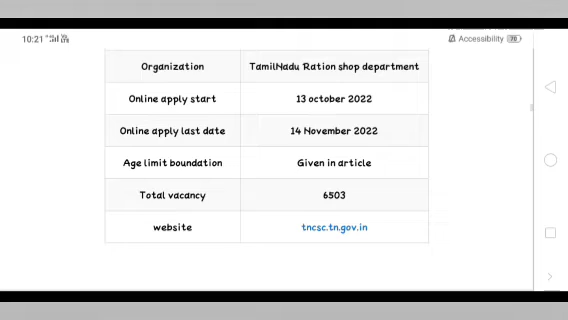 10:21
Accessibility 78
Organization TamilNadu Ration shop department
Online apply start 13 october 2022
Online apply last date 14 November 2022
Age limit boundation Given in article
Total vacancy 6503
website tncsc.tn.gov.in